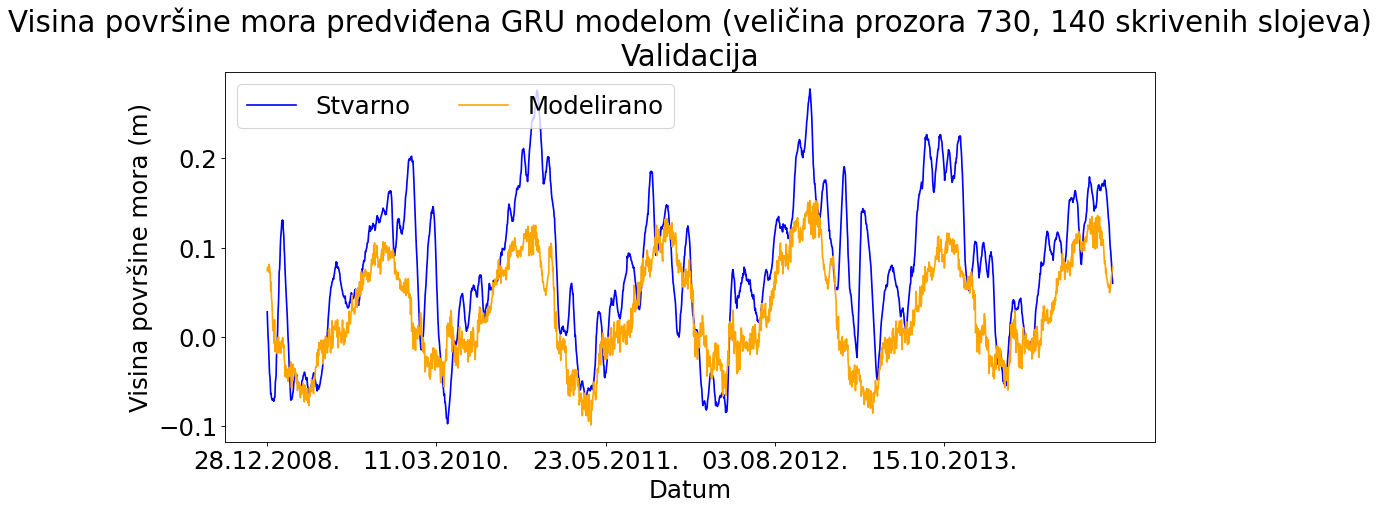 Visina površine mora predviđena GRU modelom (veličina prozora 730, 140 skrivenih slojeva)
Validacija
Stvarno Modelirano
Visina površine mora (m)
0.2
0.1
0.0
−0.1
28.12.2008. 11.03.2010. 23.05.2011. 03.08.2012. 15.10.2013.
Datum